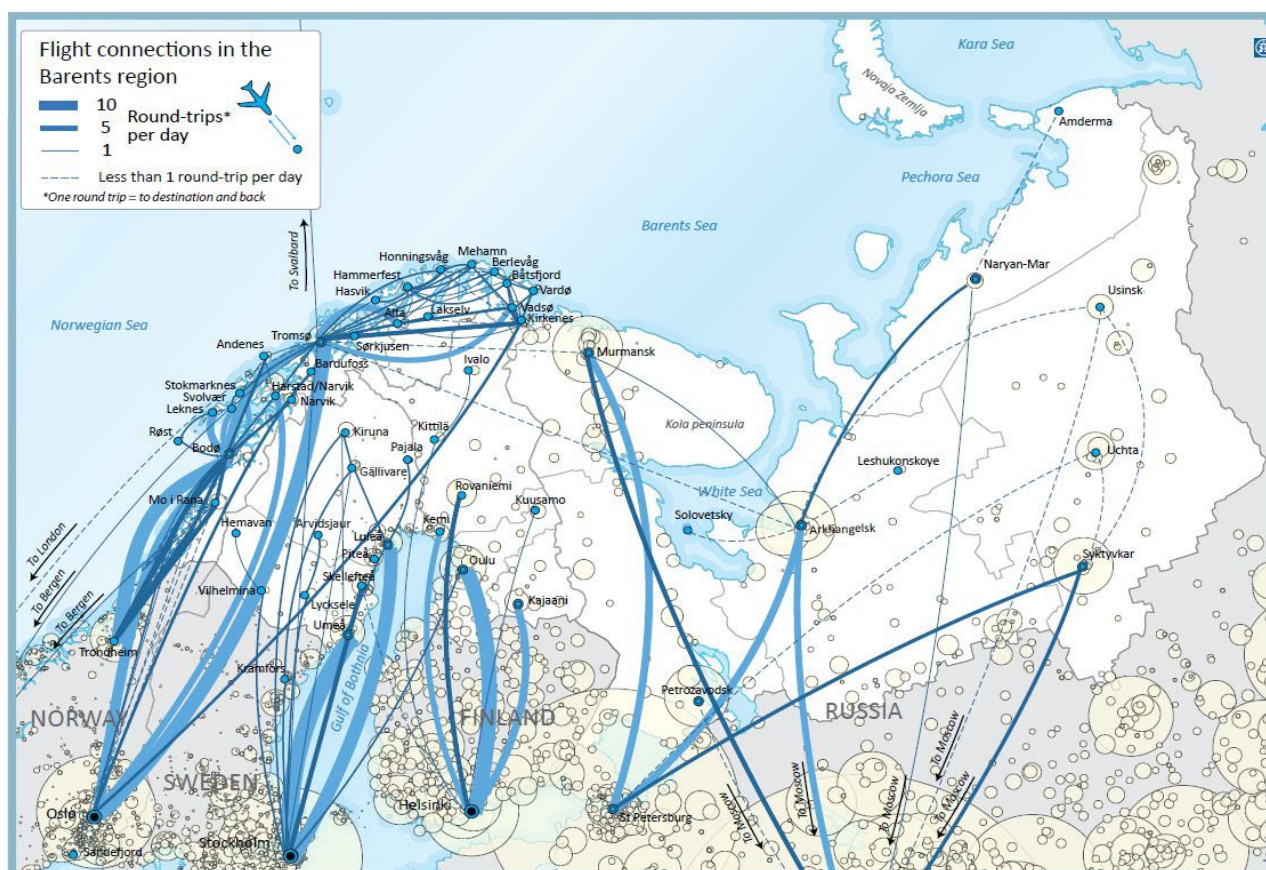 Flight connections in the
Barents region
10
5
1
Round-trips*
per day
Less than 1 round-trip per day
*One round trip = to destination and back
Kara Sea
Novaja Zemlja
Amderma
Pechora Sea
Barents Sea
To Svalbard
Norwegian Sea
Naryan-Mar
Usinsk
Mehamn
Honningsvåg
Berlevåg
Hammerfest
Båtsfjord
Hasvik
Vardø
Alta
Lakselv
Vadsø
Kirkenes
Tromsø
Andenes
Sørkjusen
Murmansk
Bardufoss
Ivalo
Stokmarknes
Harstad/Narvik
Svolvær
Narvik
Leknes
Røst
Kiruna
Kittilä
Kola peninsula
Bodø
Pajala
Gällivare
Leshukonskoye
Uchta
Rovaniemi
Mo i Rana
Kuusamo
White Sea
Hemavan
Arvidsjaur
Kemi
Solovetsky
Arkhangelsk
Luleå
Piteå
Oulu
Syktyvkar
To London
Skellefteå
Vilhelmina
Lycksele
Kajaani
To Bergen
To Bergen
Umeå
Trondheim
Kramfors
Gulf of Bothnia
Petrozavodsk
NORWAY
FINLAND
RUSSIA
SWEDEN
To Moscow
Oslo
Helsinki
St Petersburg
To Moscow
To Moscow
To Moscow
To Moscow
Sandefjord
Stockholm